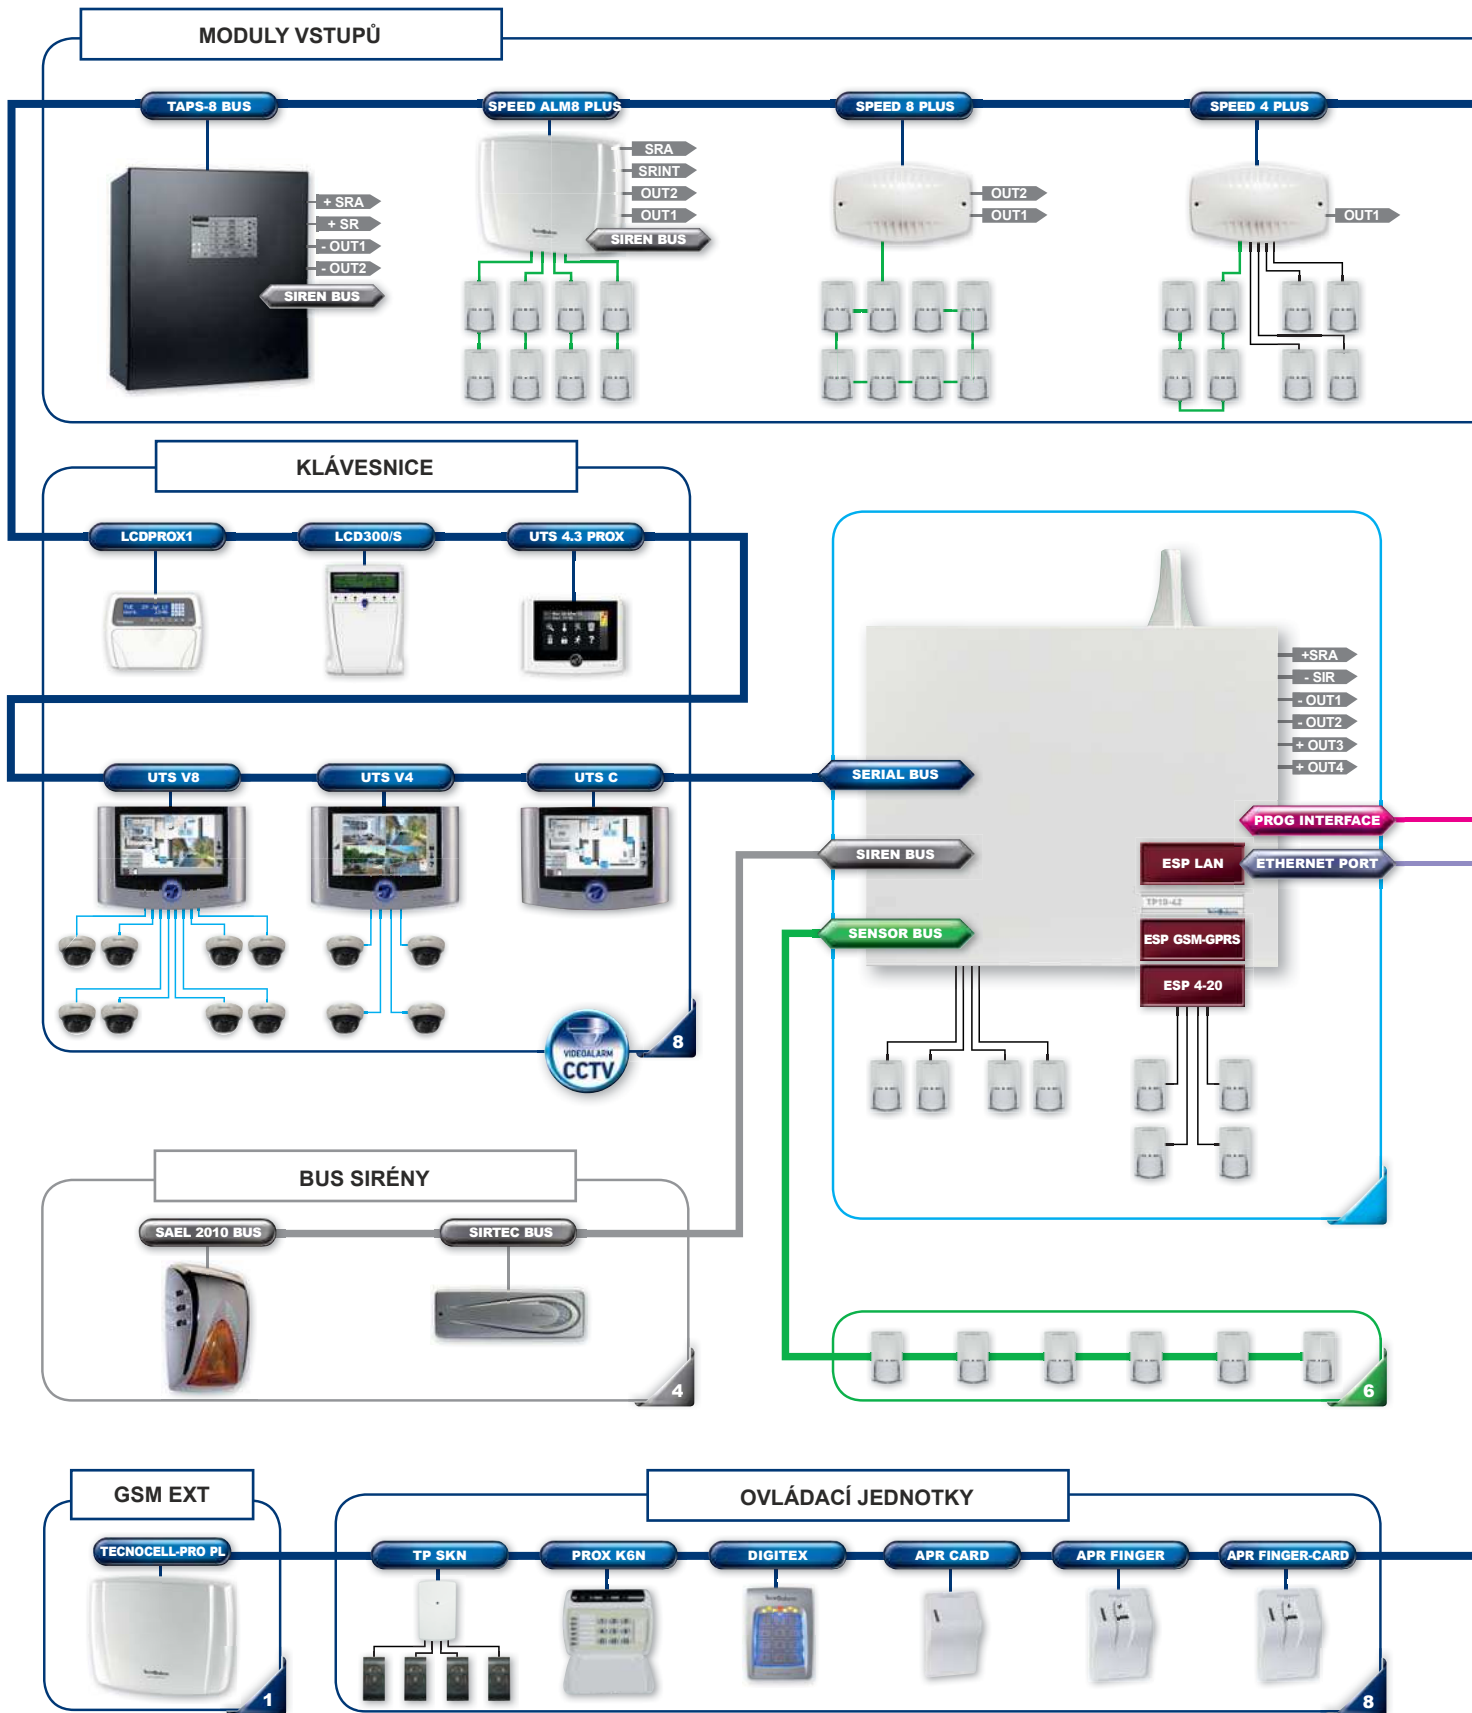 MODULY VSTUPŮ
TAPS-8 BUS
SPEED ALM8 PLUS
SPEED 8 PLUS
SPEED 4 PLUS
+ SRA
+ SR
- OUT1
- OUT2
SIREN BUS
SRA
SRINT
OUT2
OUT1
SIREN BUS
OUT2
OUT1
OUT1
KLÁVESNICE
LCDPROX1
LCD300/S
UTS 4.3 PROX
UTS V8
UTS V4
UTS C
VIDEOALARM
CCTV
8
+SRA
- SIR
- OUT1
- OUT2
+ OUT3
+ OUT4
SERIAL BUS
SIREN BUS
SENSOR BUS
PROG INTERFACE
ETHERNET PORT
ESP LAN
TP10-42
ESP GSM-GPRS
ESP 4-20
BUS SIRÉNY
SAEL 2010 BUS
SIRTEC BUS
4
6
GSM EXT
TECNOCELL-PRO PL
1
OVLÁDACÍ JEDNOTKY
TP SKN
PROX K6N
DIGITEX
APR CARD
APR FINGER
APR FINGER-CARD
8